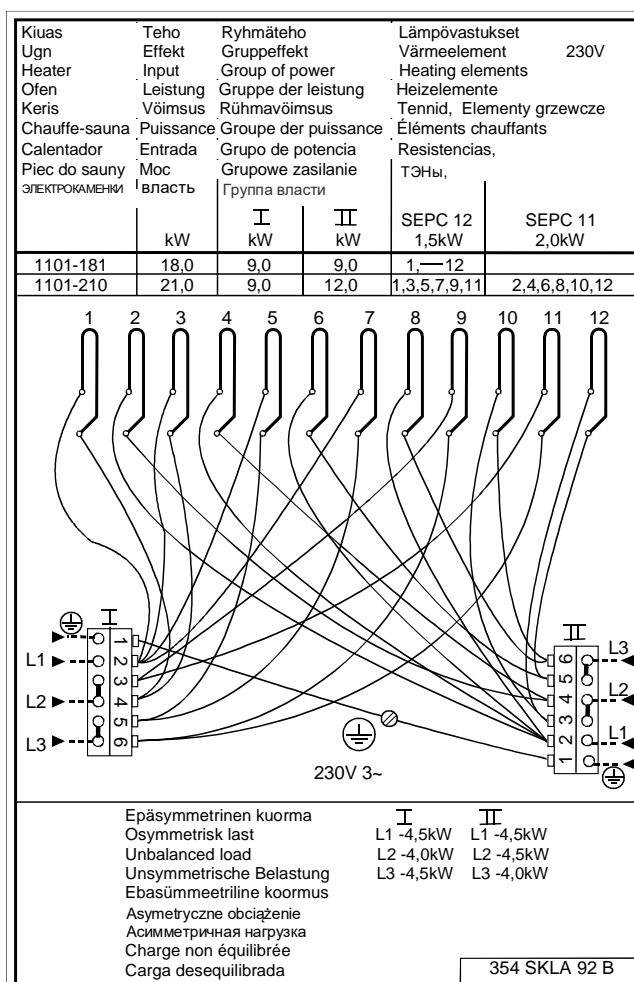 Kiuas Teho Ryhmäteho Lämpövastukset
Ugn Effekt Gruppeffekt Värmeelement 230V
Heater Input Group of power Heating elements
Ofen Leistung Gruppe der leistung Heizelemente
Keris Vöimsus Rühmavöimsus Tennid, Elementy grzewcze
Chauffe-sauna Puissance Groupe der puissance Éléments chauffants
Calentador Entrada Grupo de potencia Resistencias,
Piec do sauny Moc Grupowe zasilanie ТЭНы,
ЭЛЕКТРОКАМЕНКИ власть Группа власти
I II SEPC 12 SEPC 11
kW kW kW 1,5kW 2,0kW
1101-181 18,0 9,0 9,0 1,—12
1101-210 21,0 9,0 12,0 1,3,5,7,9,11 2,4,6,8,10,12
1 2 3 4 5 6 7 8 9 10 11 12
I II
L1 L2 L3
1 2 3 4 5 6
6 5 4 3 2 1
L3 L2 L1
230V 3~
Epäsymmetrinen kuorma I II
Osymmetrisk last L1 -4,5kW L1 -4,5kW
Unbalanced load L2 -4,0kW L2 -4,5kW
Unsymmetrische Belastung L3 -4,5kW L3 -4,0kW
Ebasümmeetriline koormus
Asymetryczne obciążenie
Асимметричная нагрузка
Charge non équilibrée
Carga desequilibrada
354 SKLA 92 B